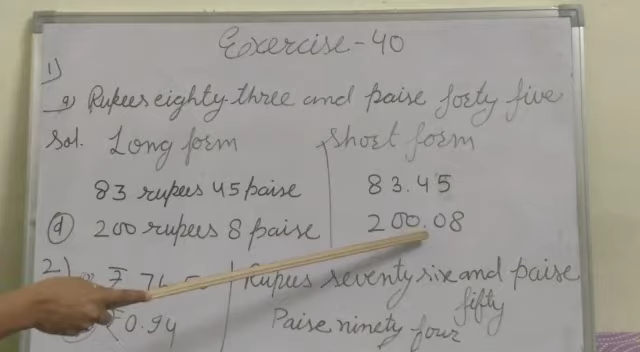 Exercise-40
1)
a) Rupees eighty three and paise forty five
Sol. Long form Short form
83 rupees 45 paise 83.45
d) 200 rupees 8 paise 200.08
2) ₹ Rupees seventy six and paise fifty
₹0.94 Paise ninety four